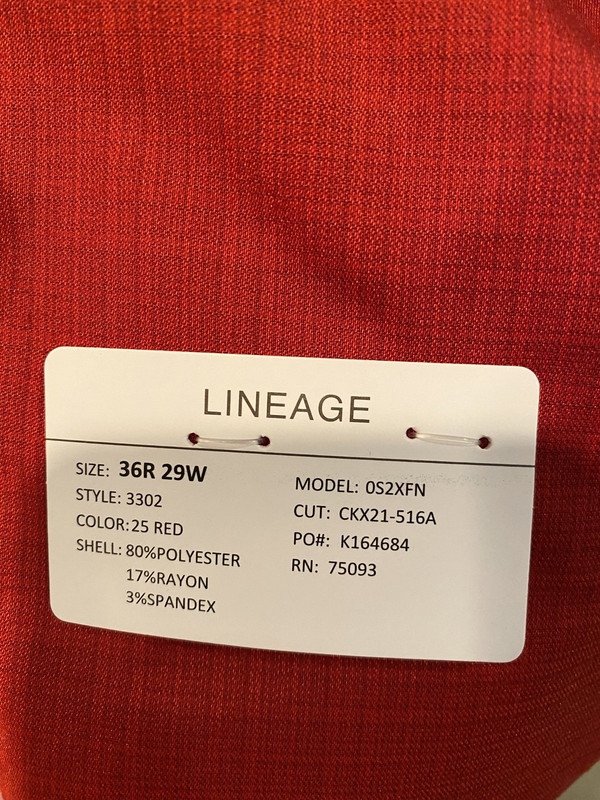 LINEAGE
SIZE: 36R 29W
STYLE: 3302
COLOR:25 RED
SHELL: 80%POLYESTER
17%RAYON
3%SPANDEX
MODEL: 0S2XFN
CUT: CKX21-516A
PO#: K164684
RN: 75093